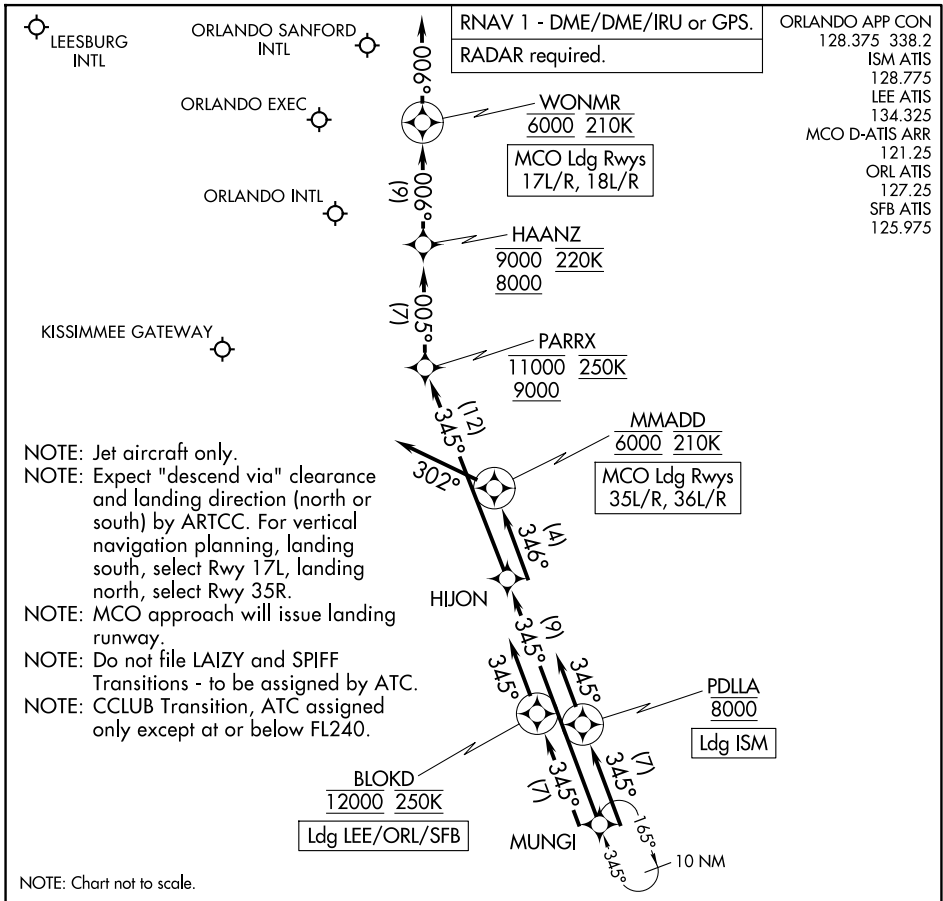 LEESBURG
INTL
ORLANDO SANFORD
INTL
ORLANDO EXEC
ORLANDO INTL
KISSIMMEE GATEWAY
RNAV 1 - DME/DME/IRU or GPS.
RADAR required.
ORLANDO APP CON
128.375 338.2
ISM ATIS
128.775
LEE ATIS
134.325
MCO D-ATIS ARR
121.25
ORL ATIS
127.25
SFB ATIS
125.975
006°
WONMR
6000 210K
MCO Ldg Rwys
17L/R, 18L/R
006°
(9)
HAANZ
9000 220K
8000
005°
(7)
PARRX
11000 250K
9000
(12)
345°
MMADD
6000 210K
MCO Ldg Rwys
35L/R, 36L/R
302°
(4)
346°
HIJON
(9)
345°
345°
345°
PDLLA
8000
Ldg ISM
BLOKD
12000 250K
Ldg LEE/ORL/SFB
345°
(7)
(7)
345°
MUNGI
165°
345°
10 NM
NOTE: Jet aircraft only.
NOTE: Expect "descend via" clearance
and landing direction (north or
south) by ARTCC. For vertical
navigation planning, landing
south, select Rwy 17L, landing
north, select Rwy 35R.
NOTE: MCO approach will issue landing
runway.
NOTE: Do not file LAIZY and SPIFF
Transitions - to be assigned by ATC.
NOTE: CCLUB Transition, ATC assigned
only except at or below FL240.
NOTE: Chart not to scale.